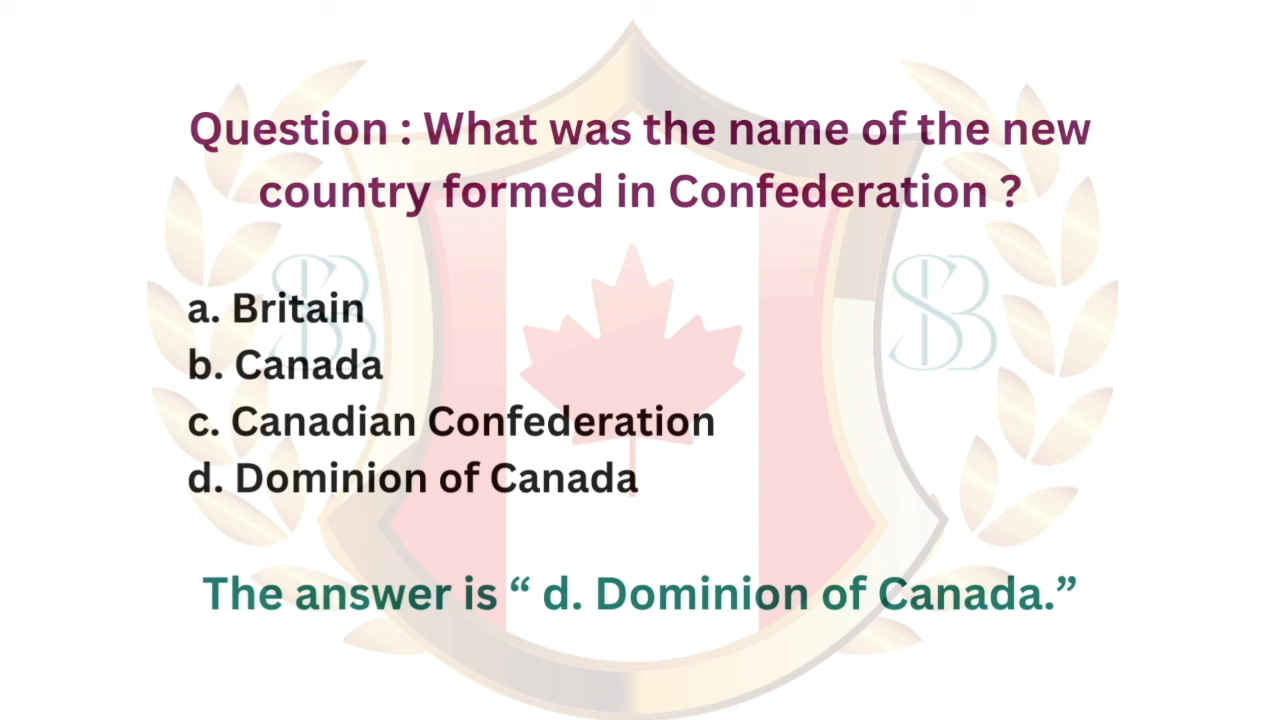 Question : What was the name of the new
country formed in Confederation ?
a. Britain
b. Canada
c. Canadian Confederation
d. Dominion of Canada
The answer is “ d. Dominion of Canada.”